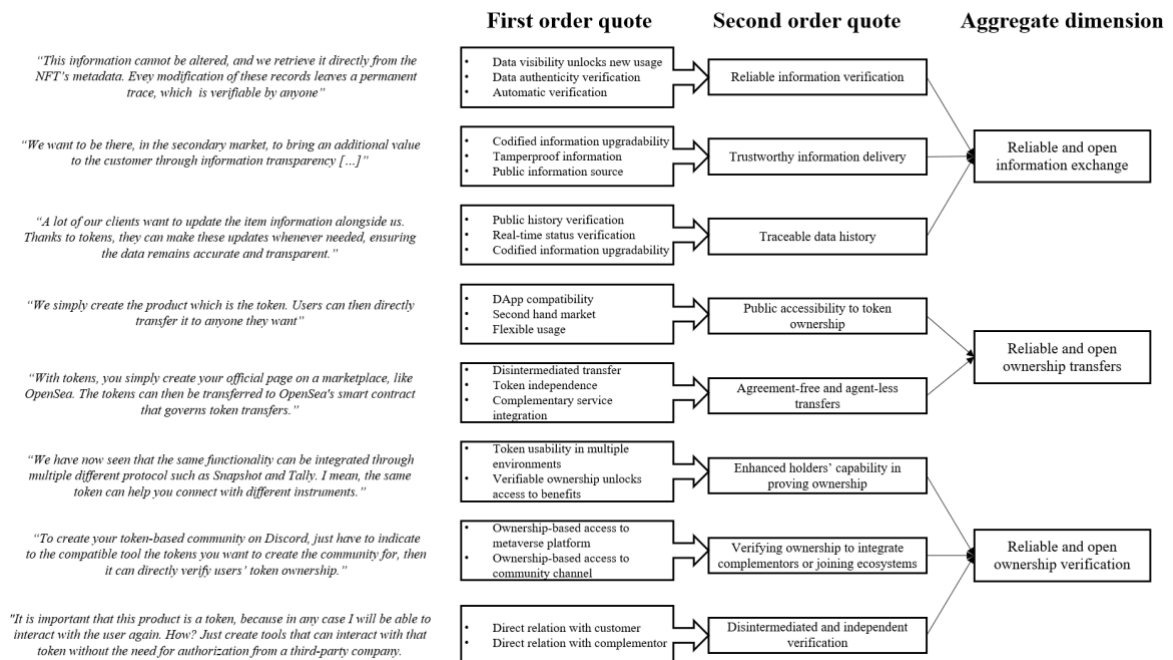 First order quote
Second order quote
Aggregate dimension
“This information cannot be altered, and we retrieve it directly from the
NFT’s metadata. Evey modification of these records leaves a permanent
trace, which is verifiable by anyone”
• Data visibility unlocks new usage
• Data authenticity verification
• Automatic verification
Reliable information verification
“We want to be there, in the secondary market, to bring an additional value
to the customer through information transparency […]”
• Codified information upgradability
• Tamperproof information
• Public information source
Trustworthy information delivery
Reliable and open
information exchange
“A lot of our clients want to update the item information alongside us.
Thanks to tokens, they can make these updates whenever needed, ensuring
the data remains accurate and transparent.”
• Public history verification
• Real-time status verification
• Codified information upgradability
Traceable data history
“We simply create the product which is the token. Users can then directly
transfer it to anyone they want”
• DApp compatibility
• Second hand market
• Flexible usage
Public accessibility to token
ownership
Reliable and open
ownership transfers
“With tokens, you simply create your official page on a marketplace, like
OpenSea. The tokens can then be transferred to OpenSea's smart contract
that governs token transfers.”
• Disintermediated transfer
• Token independence
• Complementary service
integration
Agreement-free and agent-less
transfers
“We have now seen that the same functionality can be integrated through
multiple different protocol such as Snapshot and Tally. I mean, the same
token can help you connect with different instruments.”
• Token usability in multiple
environments
• Verifiable ownership unlocks
access to benefits
Enhanced holders’ capability in
proving ownership
“To create your token-based community on Discord, just have to indicate
to the compatible tool the tokens you want to create the community for, then
it can directly verify users’ token ownership.”
• Ownership-based access to
metaverse platform
• Ownership-based access to
community channel
Verifying ownership to integrate
complementors or joining ecosystems
Reliable and open
ownership verification
"It is important that this product is a token, because in any case I will be able to
interact with the user again. How? Just create tools that can interact with that
token without the need for authorization from a third-party company.
• Direct relation with customer
• Direct relation with complementor
Disintermediated and independent
verification